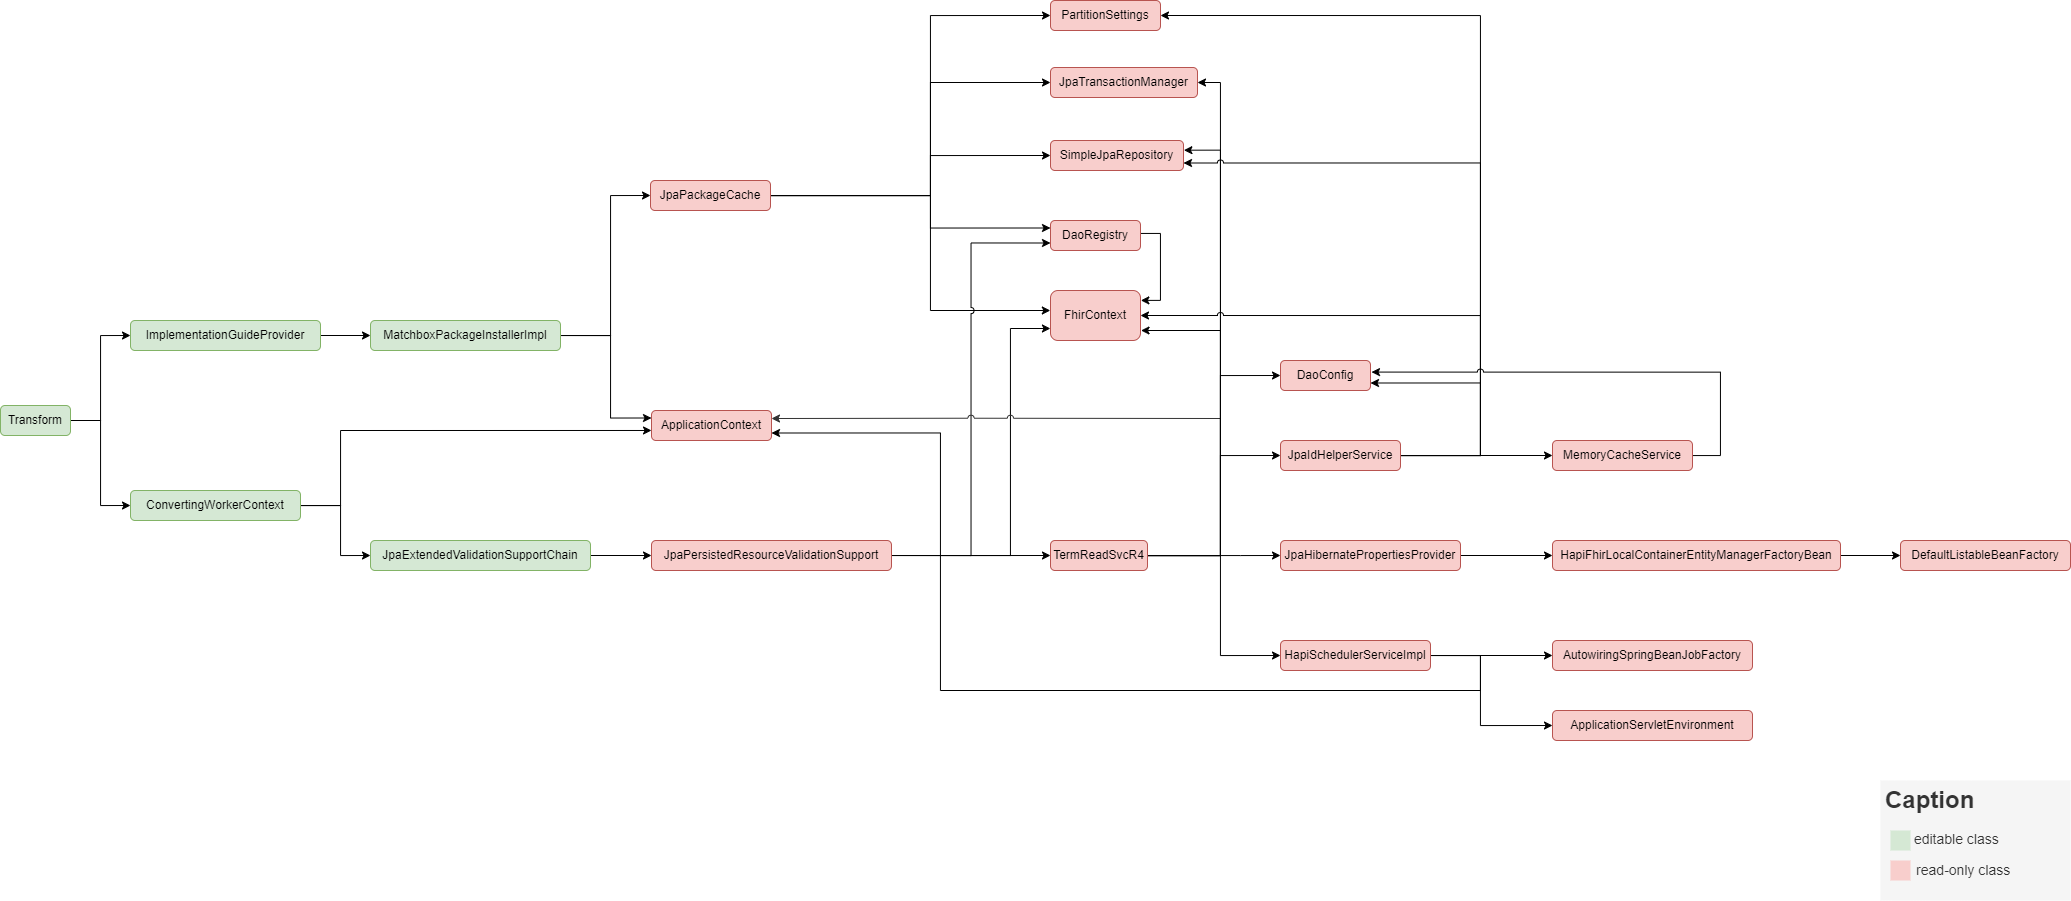 PartitionSettings
JpaTransactionManager
SimpleJpaRepository
JpaPackageCache
DaoRegistry
FhirContext
ImplementationGuideProvider
MatchboxPackageInstallerImpl
DaoConfig
Transform
ApplicationContext
JpaIdHelperService
MemoryCacheService
ConvertingWorkerContext
JpaExtendedValidationSupportChain
JpaPersistedResourceValidationSupport
TermReadSvcR4
JpaHibernatePropertiesProvider
HapiFhirLocalContainerEntityManagerFactoryBean
DefaultListableBeanFactory
HapiSchedulerServiceImpl
AutowiringSpringBeanJobFactory
ApplicationServletEnvironment
Caption
editable class
read-only class